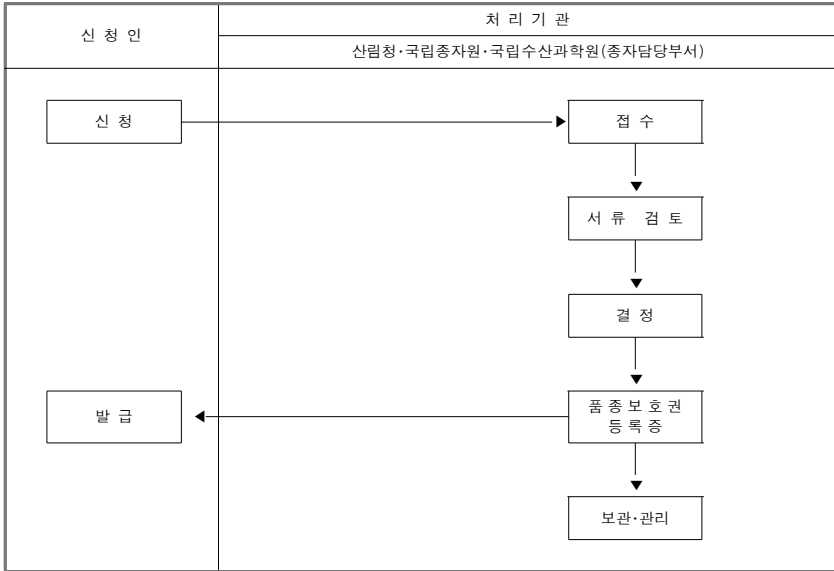 신 청 인
처 리 기 관
산림청·국립종자원·국립수산과학원(종자담당부서)
신 청
접 수
서 류 검 토
결 정
발 급
품 종 보 호 권
등 록 증
보관·관리